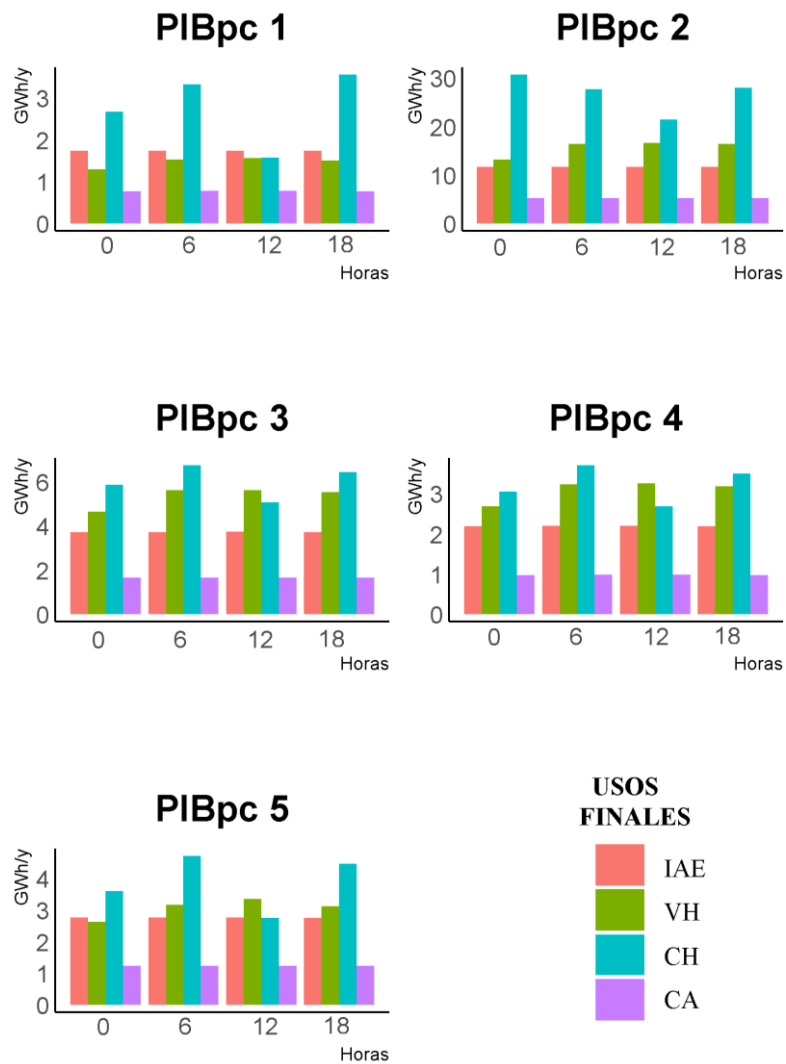 PIBpc 1
GWh/y
3
2
1
0
0 6 12 18
Horas
PIBpc 2
GWh/y
30
20
10
0
0 6 12 18
Horas
PIBpc 3
GWh/y
6
4
2
0
0 6 12 18
Horas
PIBpc 4
GWh/y
3
2
1
0
0 6 12 18
Horas
PIBpc 5
GWh/y
4
3
2
1
0
0 6 12 18
Horas
USOS
FINALES
IAE
VH
CH
CA